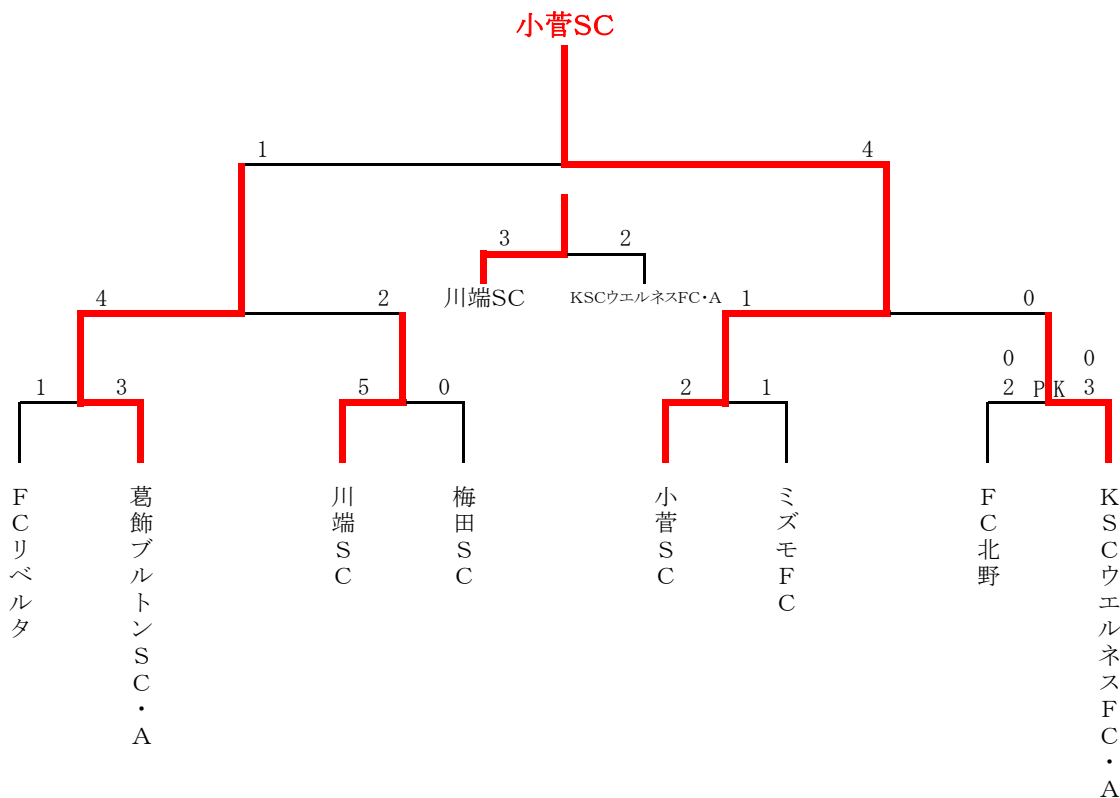 小菅SC
1
4
3
2
川端SC
KSCウエルネスFC・A
4
2
1
0
0
0
1
3
5
0
2
1
2 PK 3
FCリベルタ
葛飾ブルトンSC・A
川端SC
梅田SC
小菅SC
ミズモFC
FC北野
KSCウエルネスFC・A